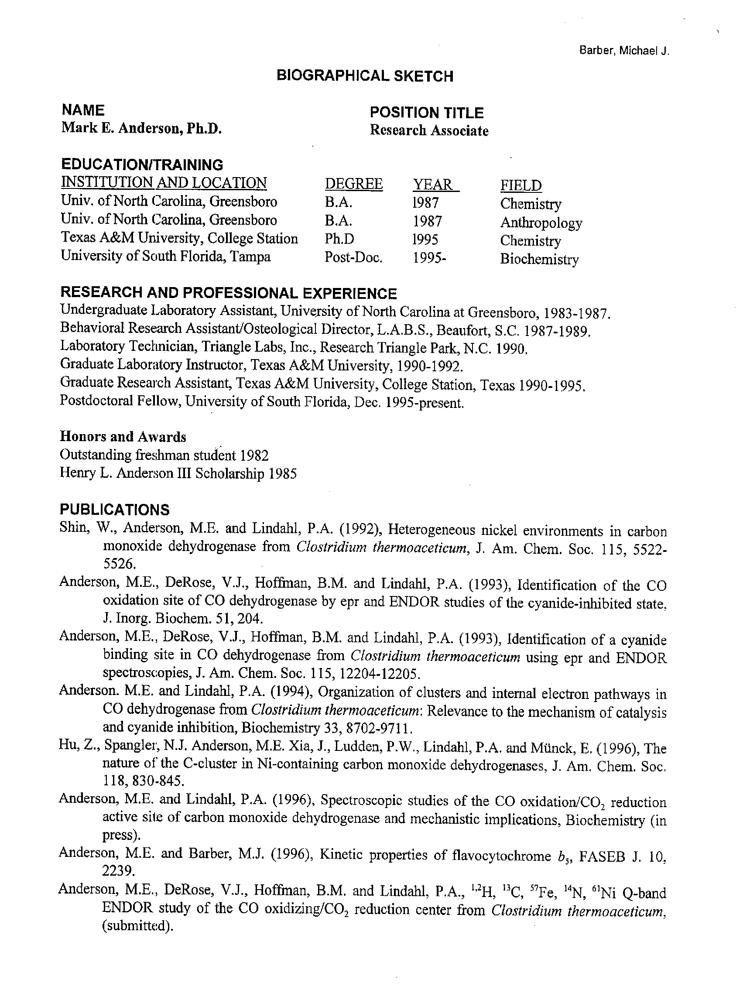 Barber, Michael J.
BIOGRAPHICAL SKETCH
NAME POSITION TITLE
Mark E. Anderson, Ph.D. Research Associate
EDUCATION/TRAINING
INSTITUTION AND LOCATION DEGREE YEAR FIELD
Univ. of North Carolina, Greensboro B.A. 1987 Chemistry
Univ. of North Carolina, Greensboro B.A. 1987 Anthropology
Texas A&M University, College Station Ph.D 1995 Chemistry
University of South Florida, Tampa Post-Doc. 1995- Biochemistry
RESEARCH AND PROFESSIONAL EXPERIENCE
Undergraduate Laboratory Assistant, University of North Carolina at Greensboro, 1983-1987.
Behavioral Research Assistant/Osteological Director, L.A.B.S., Beaufort, S.C. 1987-1989.
Laboratory Technician, Triangle Labs, Inc., Research Triangle Park, N.C. 1990.
Graduate Laboratory Instructor, Texas A&M University, 1990-1992.
Graduate Research Assistant, Texas A&M University, College Station, Texas 1990-1995.
Postdoctoral Fellow, University of South Florida, Dec. 1995-present.
Honors and Awards
Outstanding freshman student 1982
Henry L. Anderson III Scholarship 1985
PUBLICATIONS
Shin, W., Anderson, M.E. and Lindahl, P.A. (1992), Heterogeneous nickel environments in carbon
monoxide dehydrogenase from Clostridium thermoaceticum, J. Am. Chem. Soc. 115, 5522-
5526.
Anderson, M.E., DeRose, V.J., Hoffman, B.M. and Lindahl, P.A. (1993), Identification of the CO
oxidation site of CO dehydrogenase by epr and ENDOR studies of the cyanide-inhibited state,
J. Inorg. Biochem. 51, 204.
Anderson, M.E., DeRose, V.J., Hoffman, B.M. and Lindahl, P.A. (1993), Identification of a cyanide
binding site in CO dehydrogenase from Clostridium thermoaceticum using epr and ENDOR
spectroscopies, J. Am. Chem. Soc. 115, 12204-12205.
Anderson. M.E. and Lindahl, P.A. (1994), Organization of clusters and internal electron pathways in
CO dehydrogenase from Clostridium thermoaceticum: Relevance to the mechanism of catalysis
and cyanide inhibition, Biochemistry 33, 8702-9711.
Hu, Z., Spangler, N.J. Anderson, M.E. Xia, J., Ludden, P.W., Lindahl, P.A. and Münck, E. (1996), The
nature of the C-cluster in Ni-containing carbon monoxide dehydrogenases, J. Am. Chem. Soc.
118, 830-845.
Anderson, M.E. and Lindahl, P.A. (1996), Spectroscopic studies of the CO oxidation/CO₂ reduction
active site of carbon monoxide dehydrogenase and mechanistic implications, Biochemistry (in
press).
Anderson, M.E. and Barber, M.J. (1996), Kinetic properties of flavocytochrome b₅, FASEB J. 10,
2239.
Anderson, M.E., DeRose, V.J., Hoffman, B.M. and Lindahl, P.A., ¹·²H, ¹³C, ⁵⁷Fe, ¹⁴N, ⁶¹Ni Q-band
ENDOR study of the CO oxidizing/CO₂ reduction center from Clostridium thermoaceticum,
(submitted).